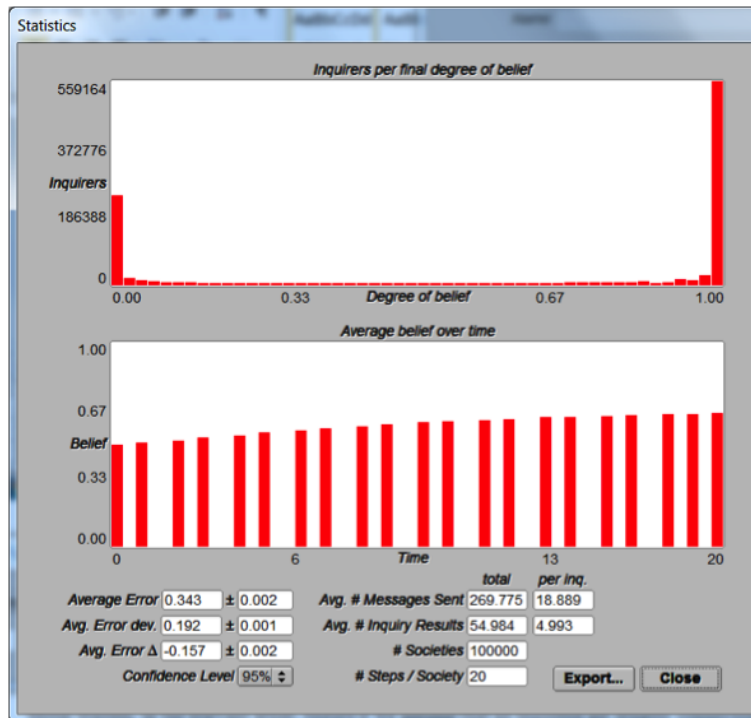 Statistics
Inquirers per final degree of belief
559164
372776
Inquirers
186388
0
0.00 0.33 Degree of belief 0.67 1.00
Average belief over time
1.00
0.67
Belief
0.33
0.00
0 6 Time 13 20
total per inq.
Average Error 0.343 ± 0.002 Avg. # Messages Sent 269.775 18.889
Avg. Error dev. 0.192 ± 0.001 Avg. # Inquiry Results 54.984 4.993
Avg. Error Δ -0.157 ± 0.002 # Societies 100000
Confidence Level 95% # Steps / Society 20 Export... Close